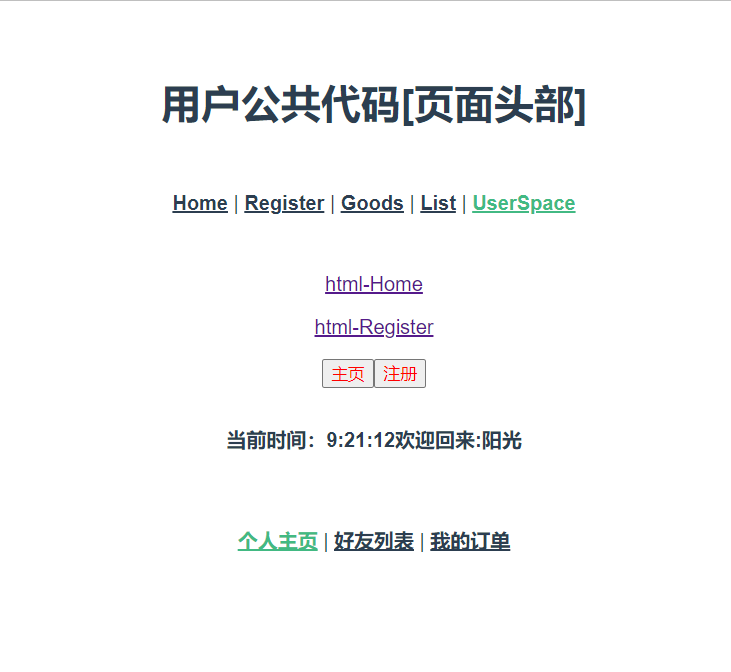 用户公共代码[页面头部]
Home | Register | Goods | List | UserSpace
html-Home
html-Register
主页 注册
当前时间：9:21:12欢迎回来:阳光
个人主页 | 好友列表 | 我的订单